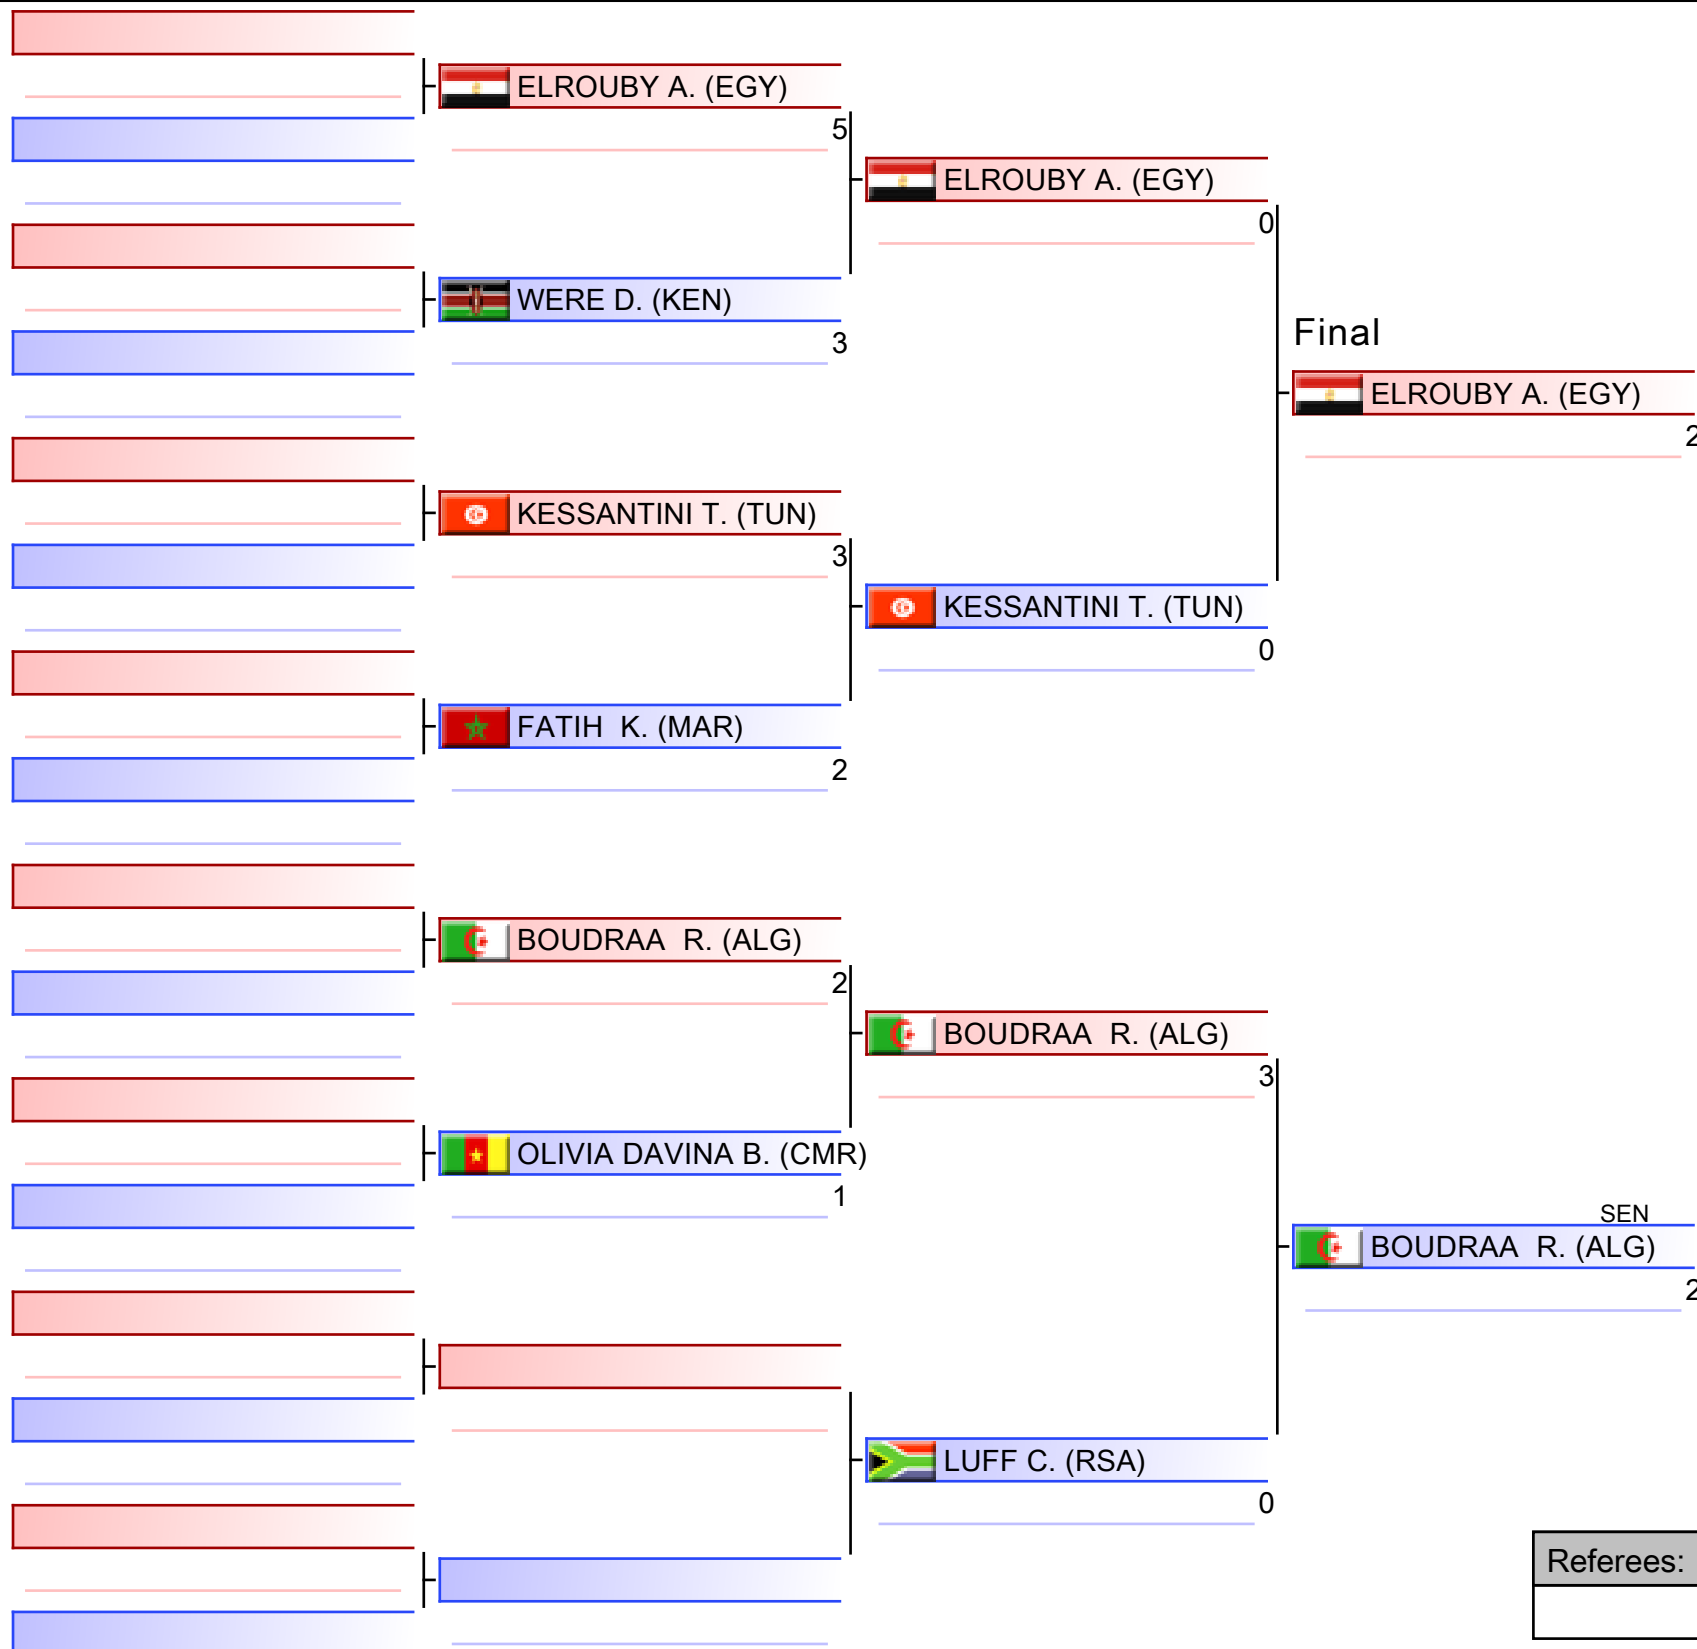 ELROUBY A. (EGY)
5
WERE D. (KEN)
3
KESSANTINI T. (TUN)
3
FATIH  K. (MAR)
2
BOUDRAA  R. (ALG)
2
OLIVIA DAVINA B. (CMR)
1
ELROUBY A. (EGY)
0
KESSANTINI T. (TUN)
0
BOUDRAA  R. (ALG)
3
LUFF C. (RSA)
0
Final
ELROUBY A. (EGY)
2
SEN
BOUDRAA  R. (ALG)
2
Referees: